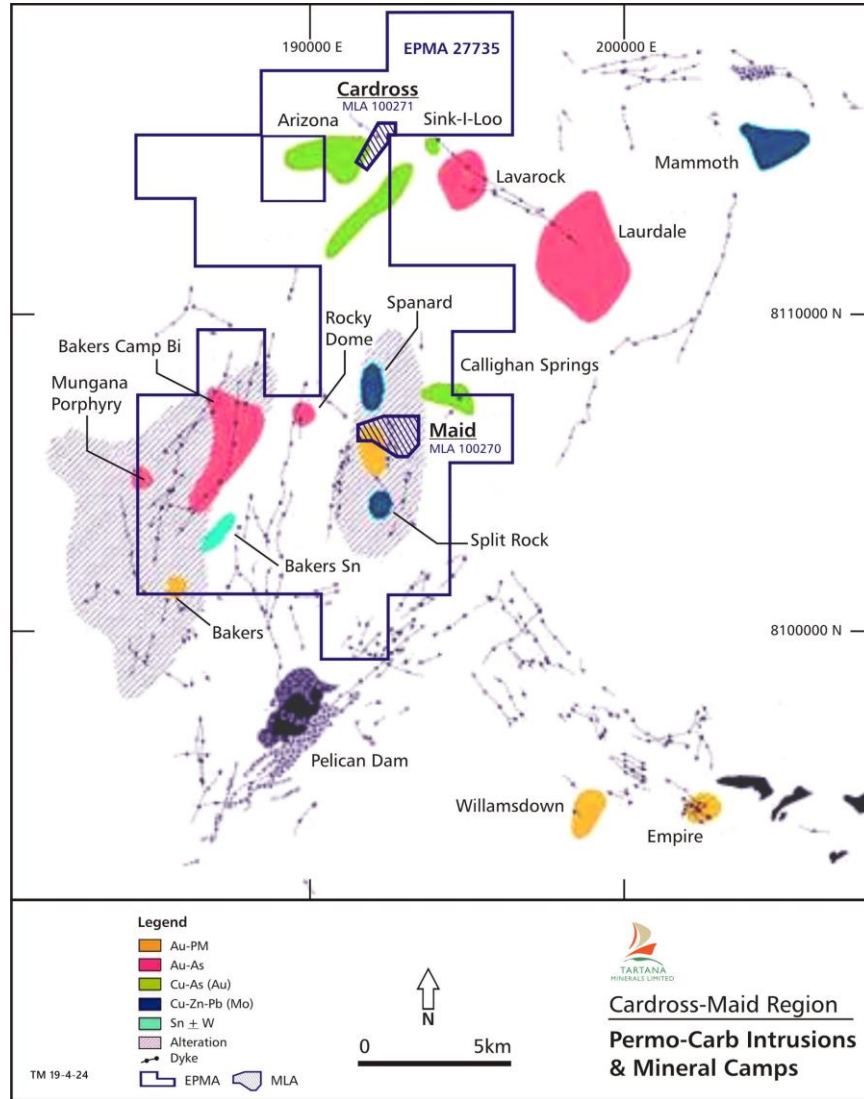 190000 E
200000 E
EPMA 27735
Cardross
MLA 100271
Arizona
Sink-I-Loo
Mammoth
Lavarock
Laurdale
Spanard
8110000 N
Rocky
Dome
Bakers Camp Bi
Callighan Springs
Mungana
Porphyry
Maid
MLA 100270
Split Rock
Bakers Sn
Bakers
8100000 N
Pelican Dam
Willamsdown
Empire
Legend
Au-PM
Au-As
Cu-As (Au)
Cu-Zn-Pb (Mo)
Sn ± W
Alteration
Dyke
EPMA
MLA
TM 19-4-24
N
0
5km
TARTANA
MINERALS LIMITED
Cardross-Maid Region
Permo-Carb Intrusions
& Mineral Camps